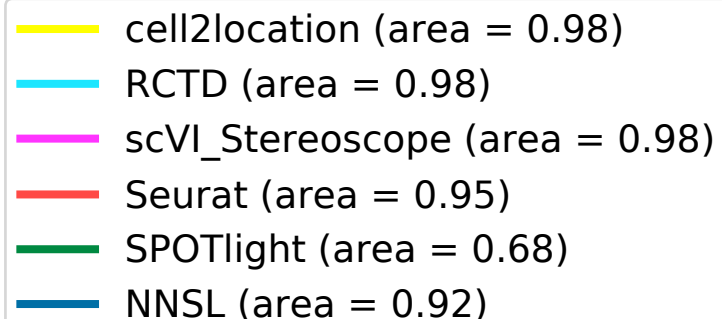 cell2location (area = 0.98)
RCTD (area = 0.98)
scVI_Stereoscope (area = 0.98)
Seurat (area = 0.95)
SPOTlight (area = 0.68)
NNSL (area = 0.92)